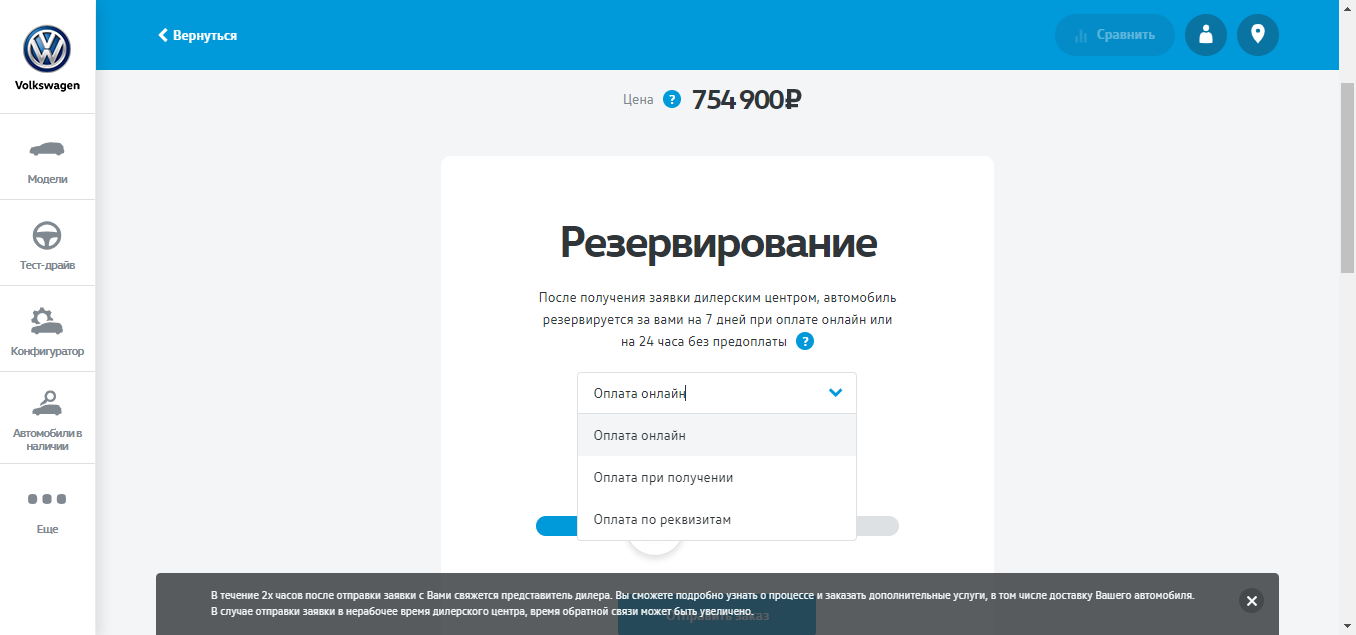 Volkswagen
Модели
Тест-драйв
Конфигуратор
Автомобили в
наличии
Еще
Вернуться
Сравнить
Цена ? 754 900₽
Резервирование
После получения заявки дилерским центром, автомобиль
резервируется за вами на 7 дней при оплате онлайн или
на 24 часа без предоплаты ?
Оплата онлайн
Оплата онлайн
Оплата при получении
Оплата по реквизитам
В течение 2х часов после отправки заявки с Вами свяжется представитель дилера. Вы сможете подробно узнать о процессе и заказать дополнительные услуги, в том числе доставку Вашего автомобиля.
В случае отправки заявки в нерабочее время дилерского центра, время обратной связи может быть увеличено.
Отправить заказ